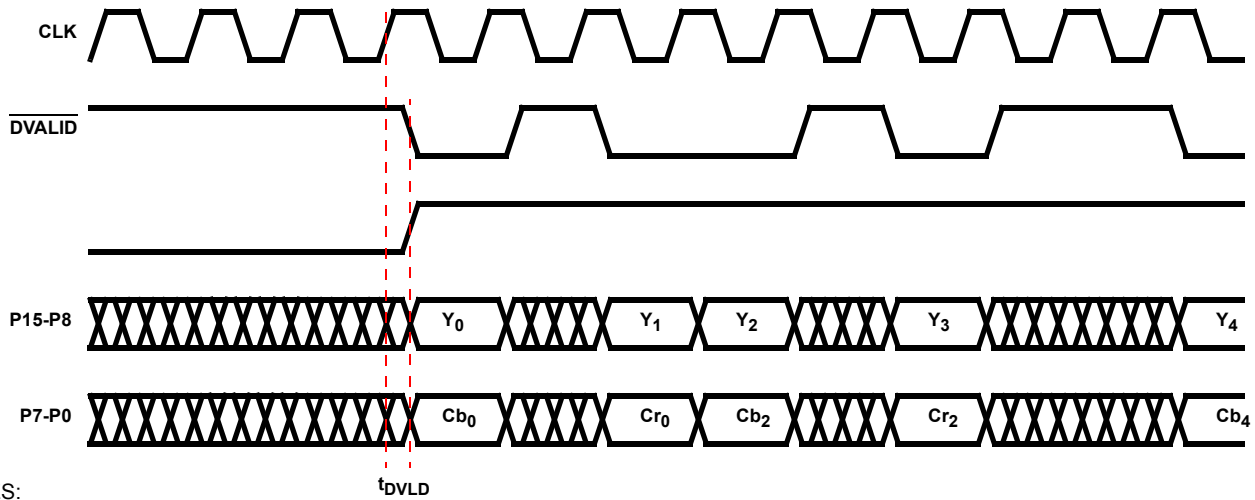 CLK
DVALID
P15-P8 Y0 Y1 Y2 Y3 Y4
P7-P0 Cb0 Cr0 Cb2 Cr2 Cb4
tDVLD
S: